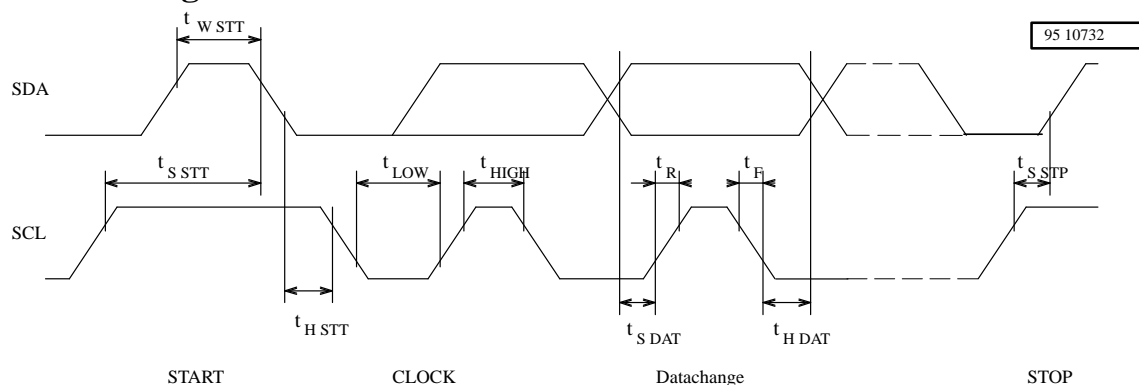 t W STT
95 10732
SDA
t S STT
t LOW
t HIGH
t R
t F
t S STP
SCL
t H STT
t S DAT
t H DAT
START CLOCK Datachange STOP